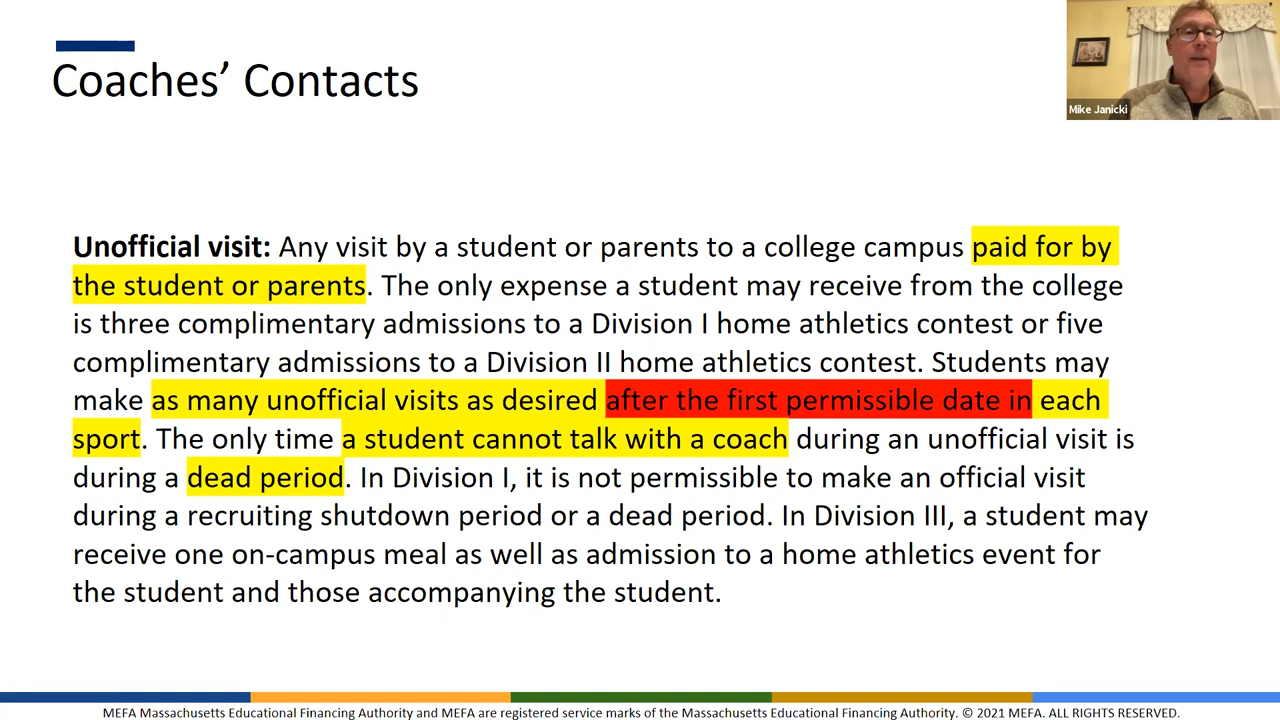 Coaches’ Contacts
Mike Janicki
Unofficial visit: Any visit by a student or parents to a college campus paid for by
the student or parents. The only expense a student may receive from the college
is three complimentary admissions to a Division I home athletics contest or five
complimentary admissions to a Division II home athletics contest. Students may
make as many unofficial visits as desired after the first permissible date in each
sport. The only time a student cannot talk with a coach during an unofficial visit is
during a dead period. In Division I, it is not permissible to make an official visit
during a recruiting shutdown period or a dead period. In Division III, a student may
receive one on-campus meal as well as admission to a home athletics event for
the student and those accompanying the student.
MEFA Massachusetts Educational Financing Authority and MEFA are registered service marks of the Massachusetts Educational Financing Authority. © 2021 MEFA. ALL RIGHTS RESERVED.